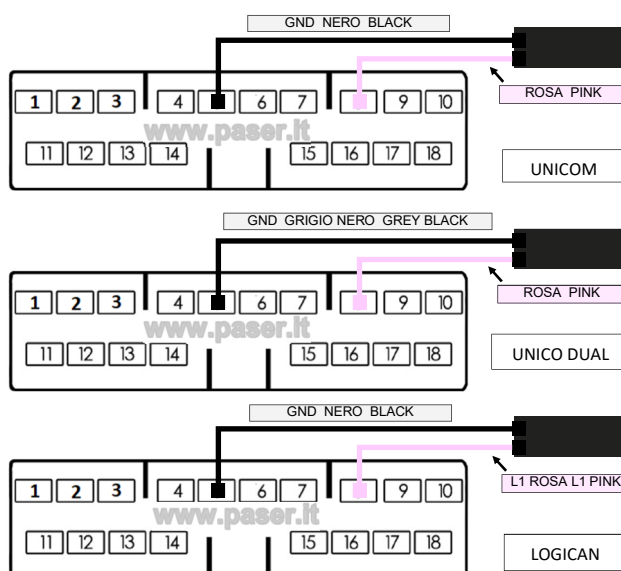 GND NERO BLACK
ROSA PINK
1 2 3 4 6 7 9 10
www.paser.it
11 12 13 14 15 16 17 18
UNICOM
GND GRIGIO NERO GREY BLACK
ROSA PINK
1 2 3 4 6 7 9 10
www.paser.it
11 12 13 14 15 16 17 18
UNICO DUAL
GND NERO BLACK
L1 ROSA L1 PINK
1 2 3 4 6 7 9 10
www.paser.it
11 12 13 14 15 16 17 18
LOGICAN